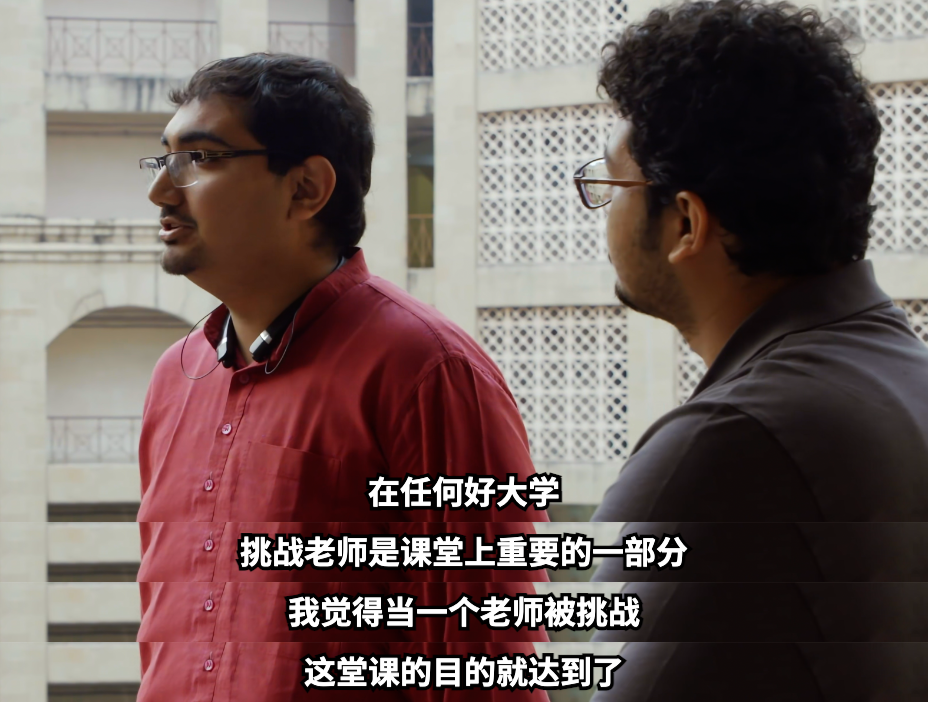 在任何好大学
挑战老师是课堂上重要的一部分
我觉得当一个老师被挑战
这堂课的目的就达到了